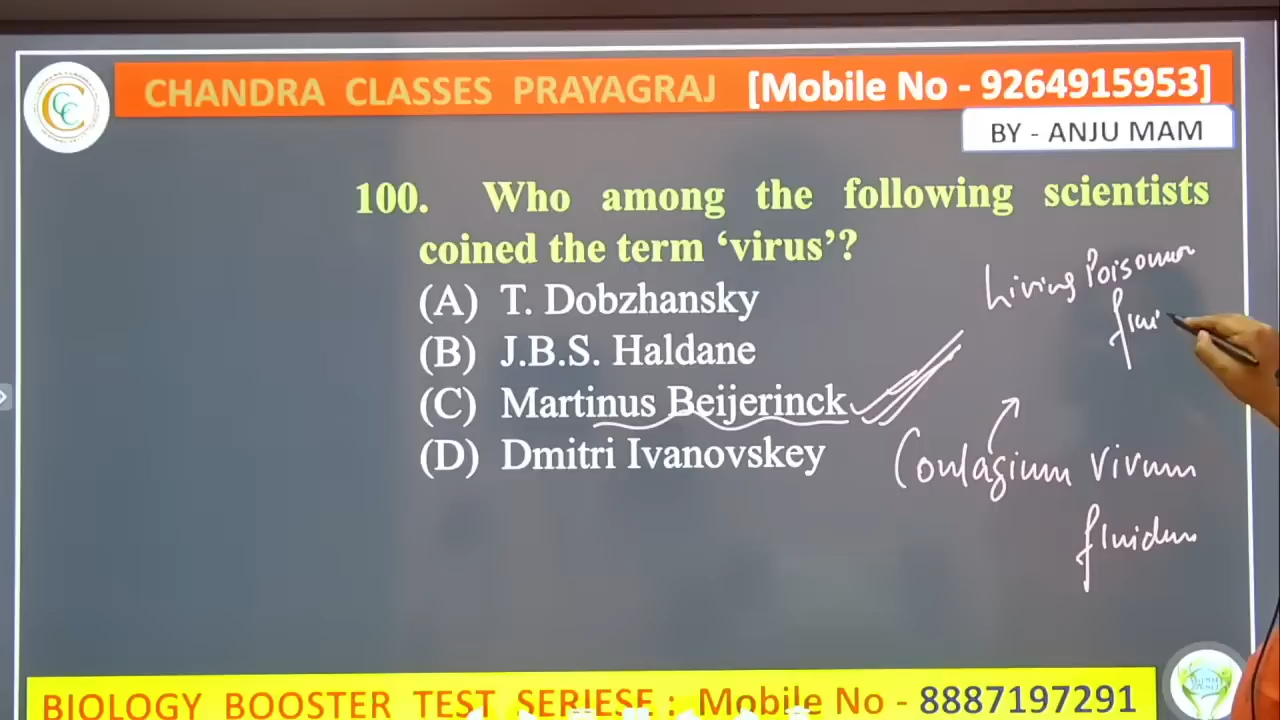 CHANDRA CLASSES PRAYAGRAJ [Mobile No - 9264915953]
BY - ANJU MAM
100. Who among the following scientists
coined the term ‘virus’?
(A) T. Dobzhansky
(B) J.B.S. Haldane
(C) Martinus Beijerinck
(D) Dmitri Ivanovskey
Living
Contagium vivum
fluidum
BIOLOGY BOOSTER TEST SERIESE : Mobile No - 8887197291